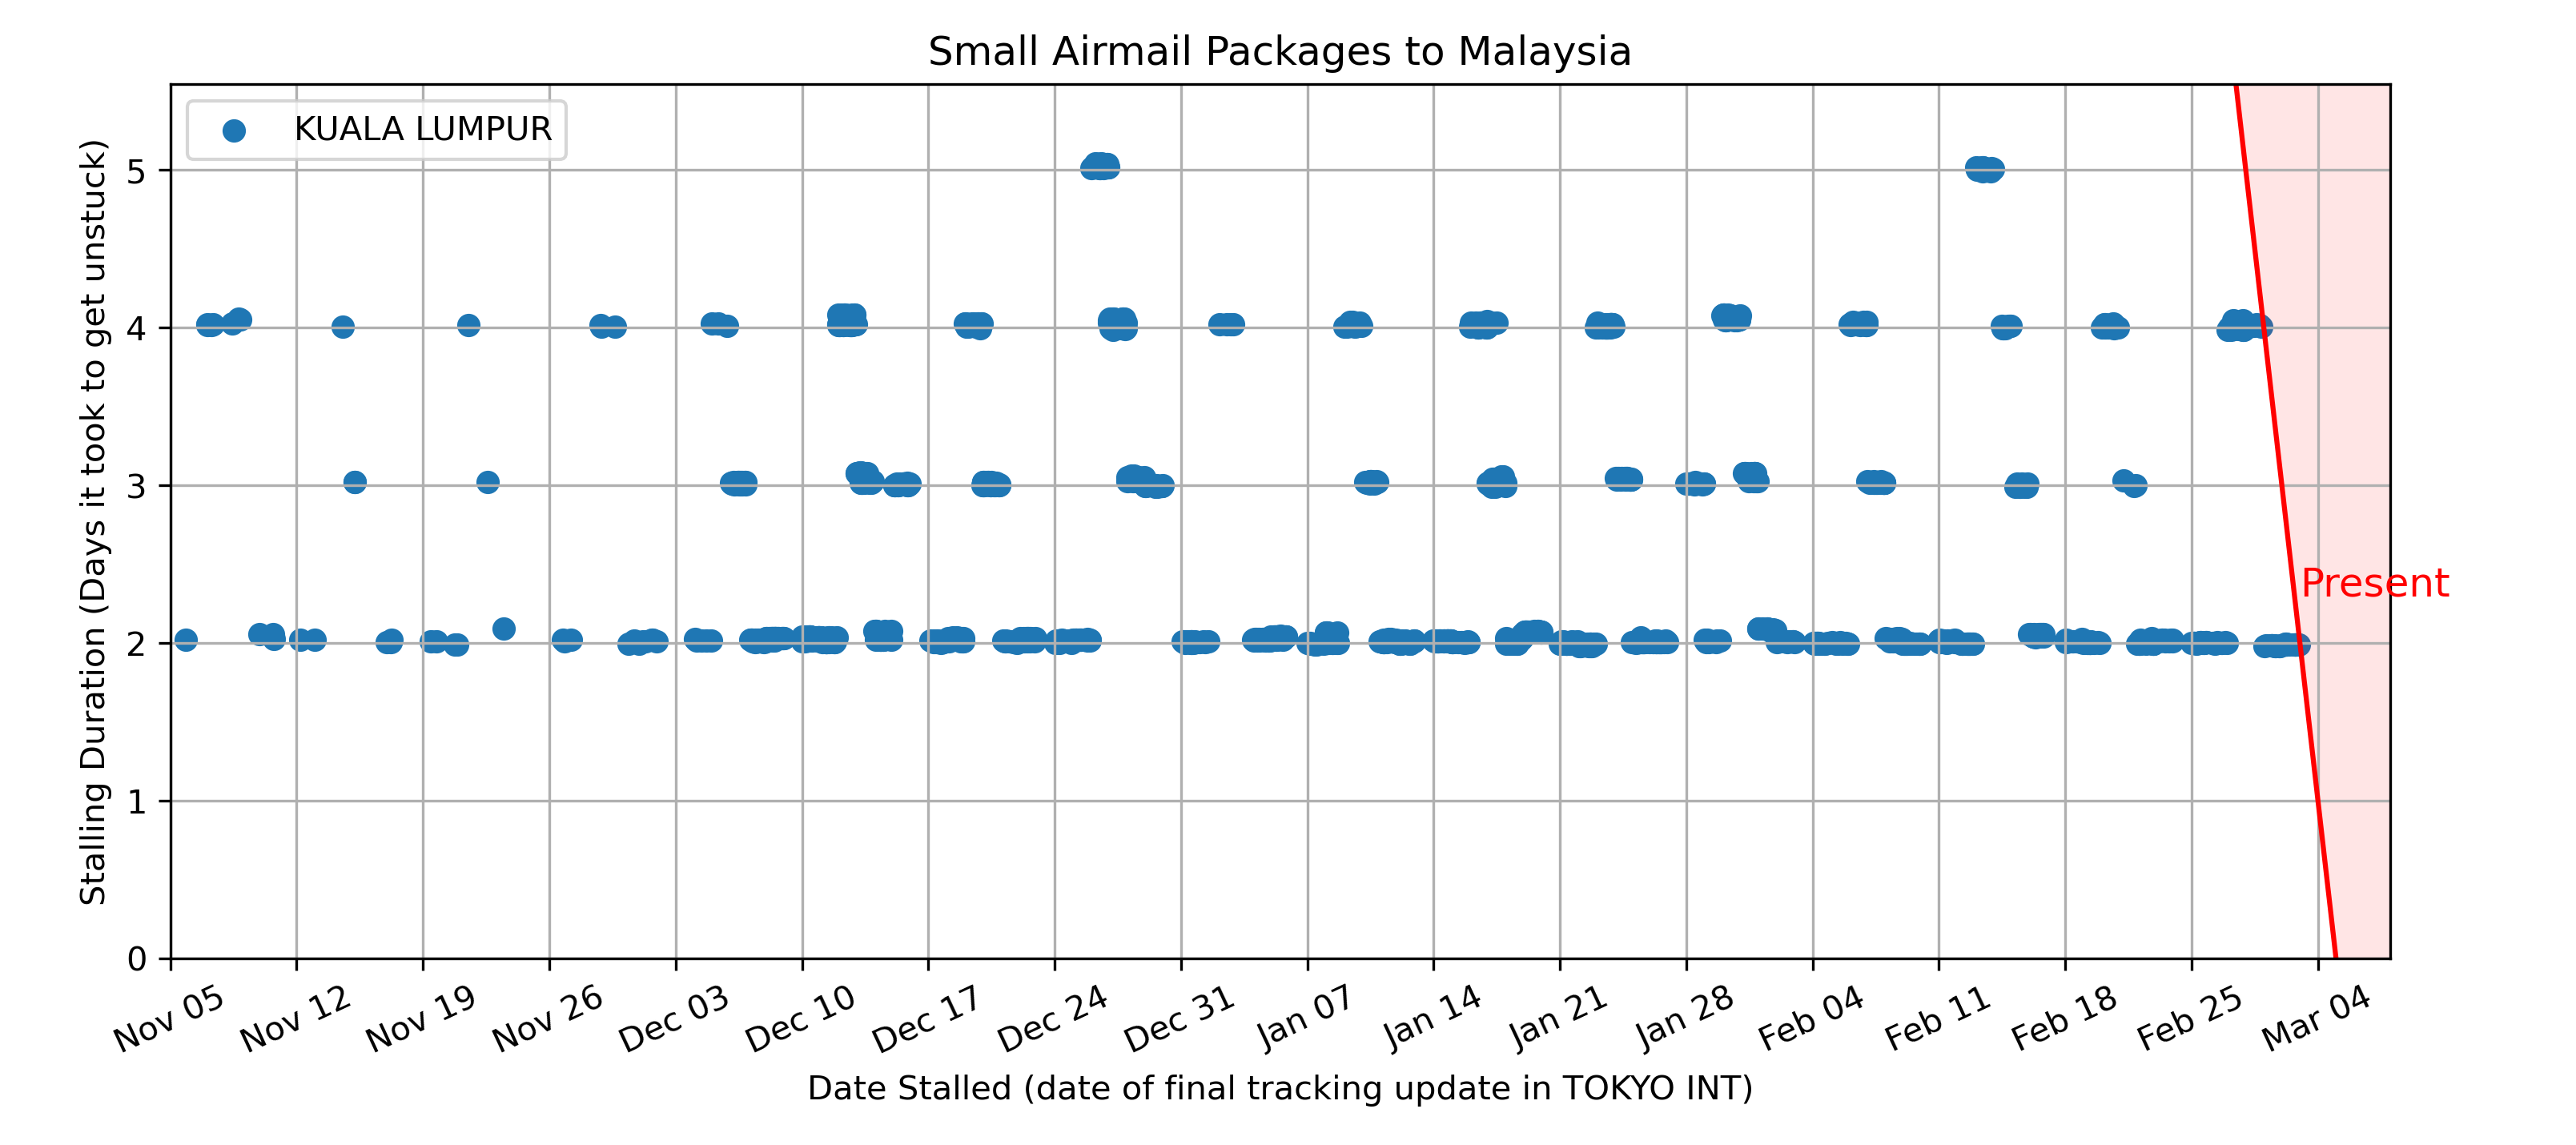 Small Airmail Packages to Malaysia
KUALA LUMPUR
Stalling Duration (Days it took to get unstuck)
5
4
3
2
1
0
Present
Nov 05
Nov 12
Nov 19
Nov 26
Dec 03
Dec 10
Dec 17
Dec 24
Dec 31
Jan 07
Jan 14
Jan 21
Jan 28
Feb 04
Feb 11
Feb 18
Feb 25
Mar 04
Date Stalled (date of final tracking update in TOKYO INT)